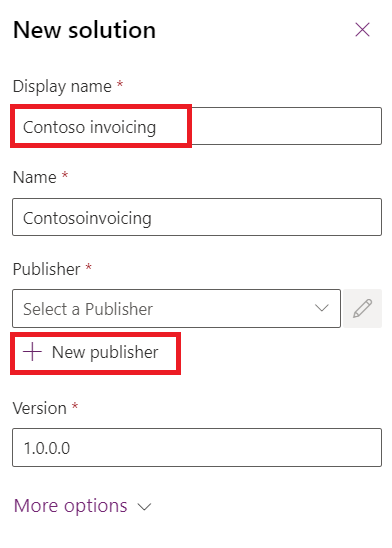 New solution
Display name *
Contoso invoicing
Name *
Contosoinvoicing
Publisher *
Select a Publisher
New publisher
Version *
1.0.0.0
More options